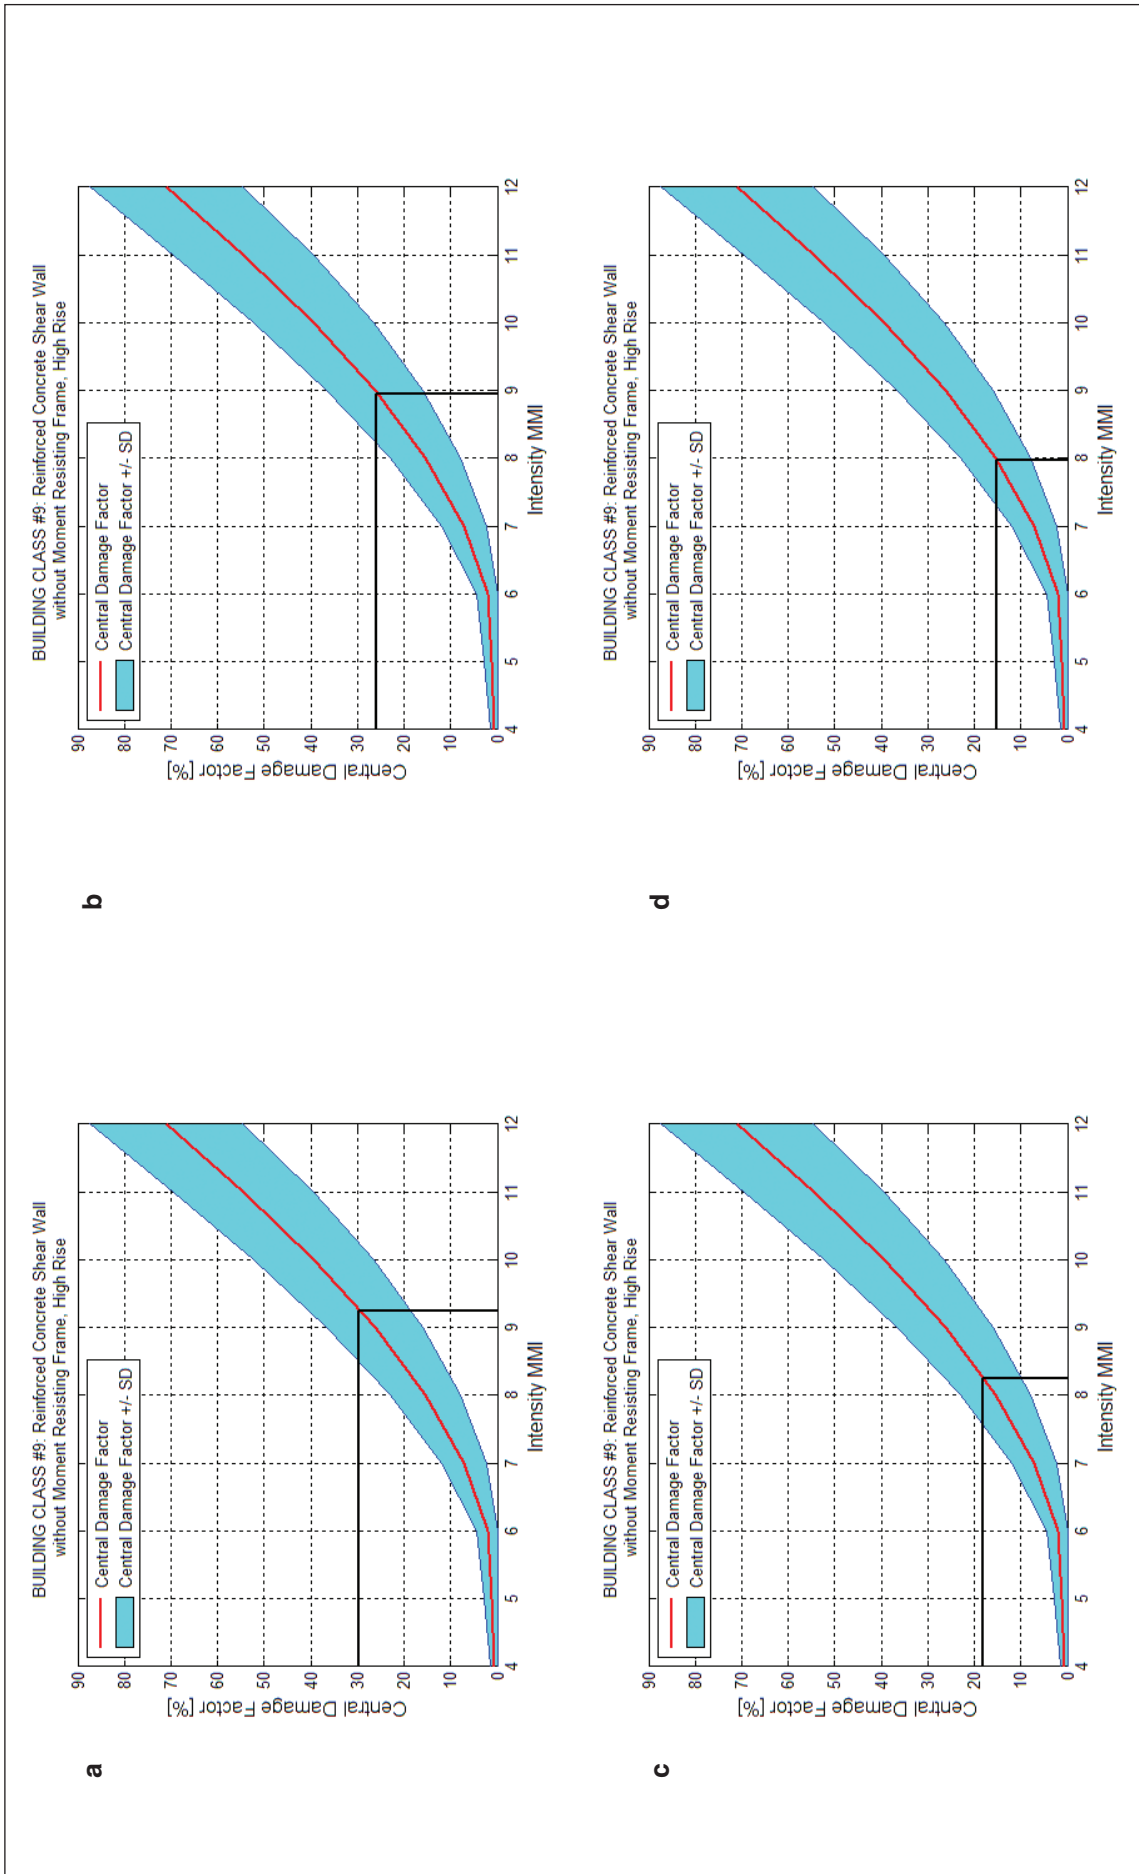 a
BUILDING CLASS #9: Reinforced Concrete Shear Wall
without Moment Resisting Frame, High Rise
Central Damage Factor
Central Damage Factor +/- SD
Central Damage Factor [%]
90
80
70
60
50
40
30
20
10
0
4 5 6 7 8 9 10 11 12
Intensity MMI
b
BUILDING CLASS #9: Reinforced Concrete Shear Wall
without Moment Resisting Frame, High Rise
Central Damage Factor
Central Damage Factor +/- SD
Central Damage Factor [%]
90
80
70
60
50
40
30
20
10
0
4 5 6 7 8 9 10 11 12
Intensity MMI
c
BUILDING CLASS #9: Reinforced Concrete Shear Wall
without Moment Resisting Frame, High Rise
Central Damage Factor
Central Damage Factor +/- SD
Central Damage Factor [%]
90
80
70
60
50
40
30
20
10
0
4 5 6 7 8 9 10 11 12
Intensity MMI
d
BUILDING CLASS #9: Reinforced Concrete Shear Wall
without Moment Resisting Frame, High Rise
Central Damage Factor
Central Damage Factor +/- SD
Central Damage Factor [%]
90
80
70
60
50
40
30
20
10
0
4 5 6 7 8 9 10 11 12
Intensity MMI